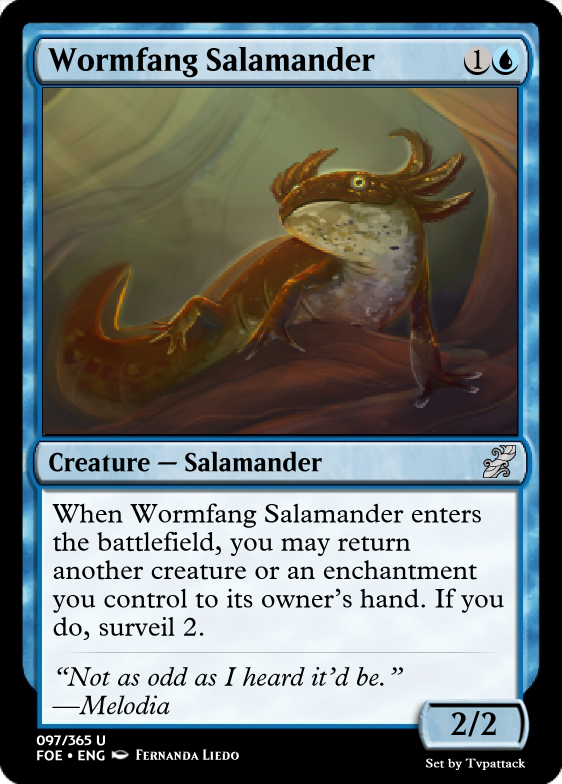 Wormfang Salamander 1
Creature — Salamander
When Wormfang Salamander enters
the battlefield, you may return
another creature or an enchantment
you control to its owner's hand. If you
do, surveil 2.
“Not as odd as I heard it’d be.”
—Melodia
2/2
097/365 U
FOE • ENG Fernanda Liedo
Set by Tvpattack